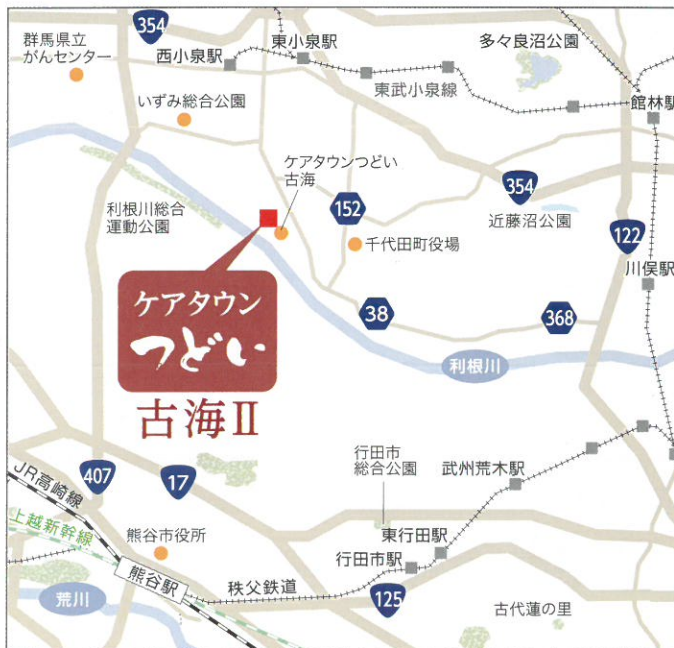 354
群馬県立
がんセンター
西小泉駅
東小泉駅
多々良沼公園
東武小泉線
館林駅
いずみ総合公園
ケアタウンつどい
古海
152
354
利根川総合
運動公園
近藤沼公園
千代田町役場
122
川俣駅
ケアタウン
つどい
古海II
38
368
利根川
行田市
総合公園
武州荒木駅
407
17
JR高崎線
上越新幹線
熊谷市役所
東行田駅
行田市駅
熊谷駅
秩父鉄道
125
荒川
古代蓮の里